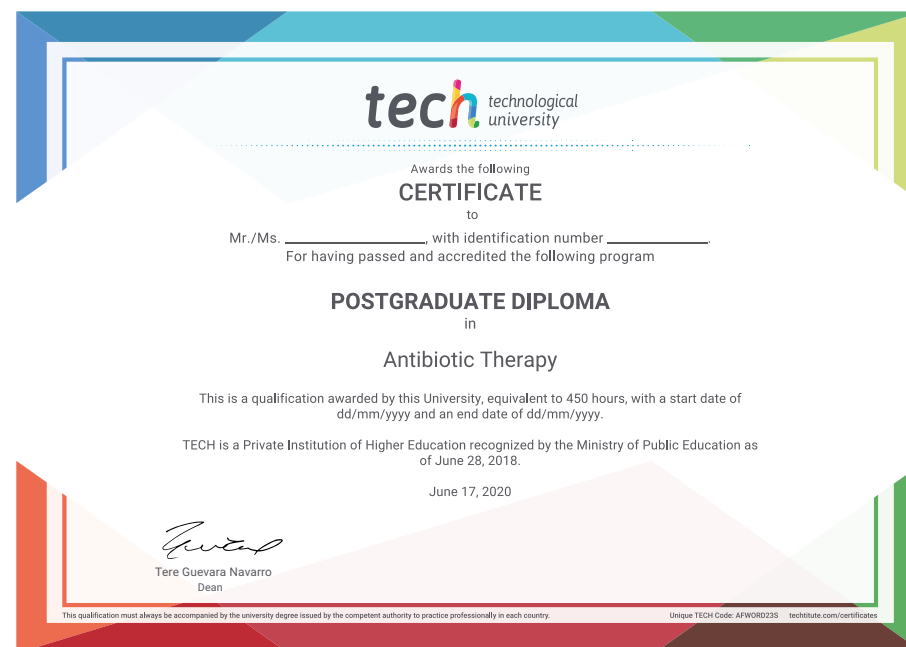 tech technological
university
Awards the following
CERTIFICATE
to
Mr./Ms. ____________________, with identification number ______________.
For having passed and accredited the following program
POSTGRADUATE DIPLOMA
in
Antibiotic Therapy
This is a qualification awarded by this University, equivalent to 450 hours, with a start date of
dd/mm/yyyy and an end date of dd/mm/yyyy.
TECH is a Private Institution of Higher Education recognized by the Ministry of Public Education as
of June 28, 2018.
June 17, 2020
Tere Guevara Navarro
Dean
This qualification must always be accompanied by the university degree issued by the competent authority to practice professionally in each country. Unique TECH Code: AFWORD23S techtitute.com/certificates